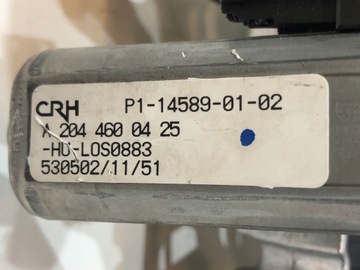 CRH P1-14589-01-02
A 204 460 04 25
-HU-LOS0883
530502/11/51